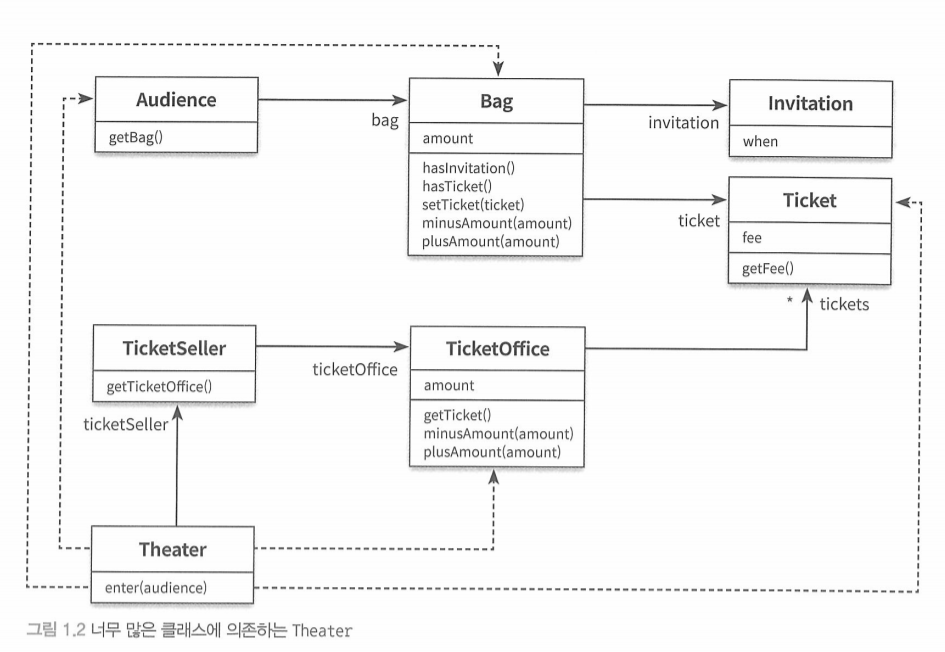 Audience
getBag()
bag
Bag
amount
hasInvitation()
hasTicket()
setTicket(ticket)
minusAmount(amount)
plusAmount(amount)
invitation
Invitation
when
ticket
Ticket
fee
getFee()
* tickets
TicketSeller
getTicketOffice()
ticketSeller
ticketOffice
TicketOffice
amount
getTicket()
minusAmount(amount)
plusAmount(amount)
Theater
enter(audience)
그림 1.2 너무 많은 클래스에 의존하는 Theater